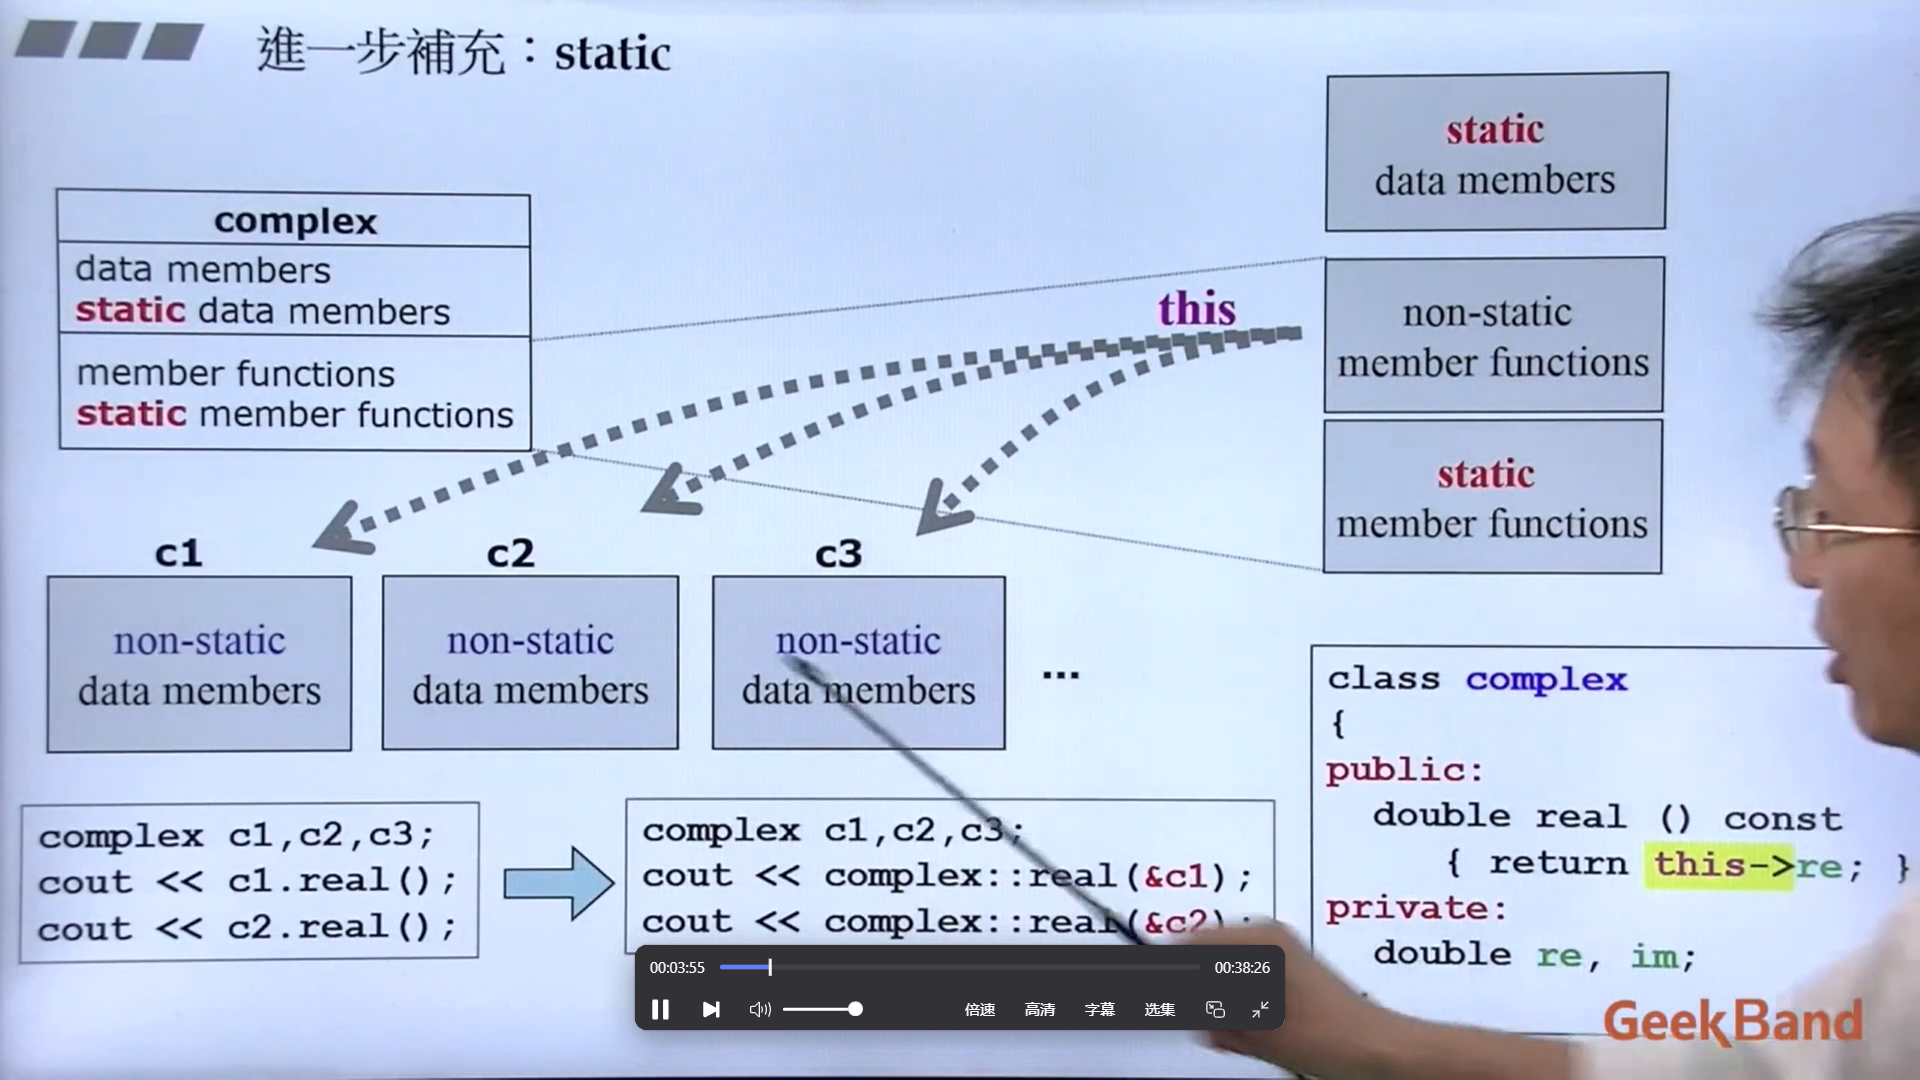 進一步補充：static
static
data members
complex
data members
static data members
member functions
static member functions
this
non-static
member functions
static
member functions
c1
c2
c3
non-static
data members
non-static
data members
non-static
data members
...
complex c1,c2,c3;
cout << c1.real();
cout << c2.real();
complex c1,c2,c3;
cout << complex::real(&c1);
cout << complex::real(&c2);
class complex
{
public:
double real () const
{ return this->re; }
private:
double re, im;
GeekBand
00:03:55
00:38:26
倍速
高清
字幕
选集